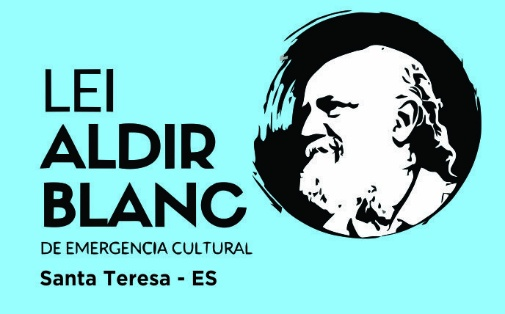 LEI
ALDIR
BLANC
DE EMERGENCIA CULTURAL
Santa Teresa - ES